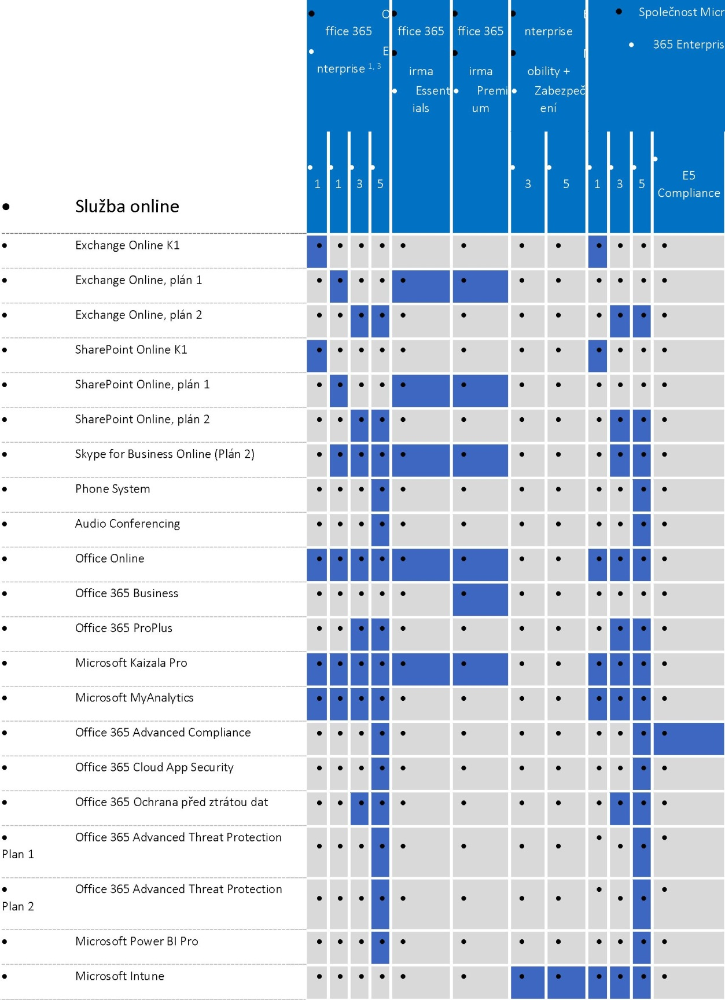 O
ffice 365
E
nterprise 1, 3
ffice 365
irma
Essent
ials
ffice 365
irma
Premi
um
nterprise
obility +
Zabezpeč
ení
Společnost Micr
365 Enterpris
1 1 3 5 3 5 1 3 5 E5
Compliance
Služba online
Exchange Online K1
Exchange Online, plán 1
Exchange Online, plán 2
SharePoint Online K1
SharePoint Online, plán 1
SharePoint Online, plán 2
Skype for Business Online (Plán 2)
Phone System
Audio Conferencing
Office Online
Office 365 Business
Office 365 ProPlus
Microsoft Kaizala Pro
Microsoft MyAnalytics
Office 365 Advanced Compliance
Office 365 Cloud App Security
Office 365 Ochrana před ztrátou dat
Office 365 Advanced Threat Protection
Plan 1
Office 365 Advanced Threat Protection
Plan 2
Microsoft Power BI Pro
Microsoft Intune